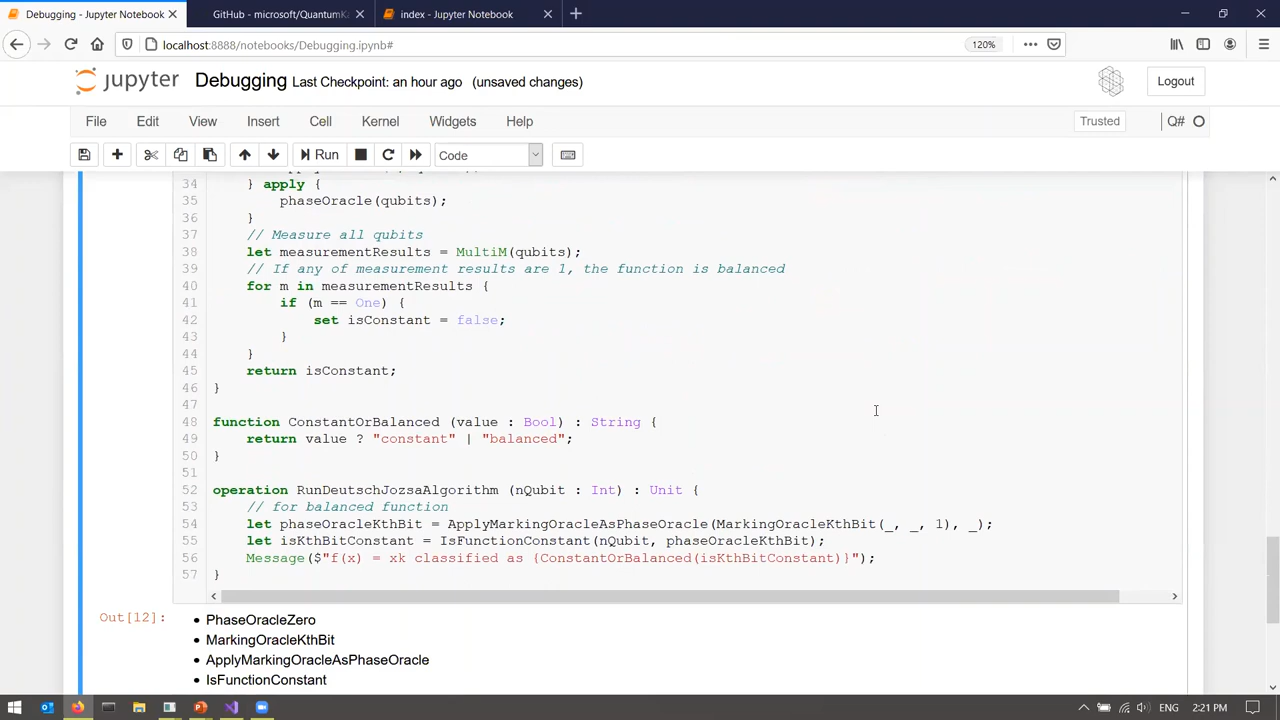 Debugging - Jupyter Notebook
GitHub - microsoft/QuantumKa
index - Jupyter Notebook
localhost:8888/notebooks/Debugging.ipynb#
120%
jupyter Debugging Last Checkpoint: an hour ago (unsaved changes)
Logout
File Edit View Insert Cell Kernel Widgets Help
Trusted
Q#
Run
Code
34 } apply {
35 phaseOracle(qubits);
36 }
37 // Measure all qubits
38 let measurementResults = MultiM(qubits);
39 // If any of measurement results are 1, the function is balanced
40 for m in measurementResults {
41 if (m == One) {
42 set isConstant = false;
43 }
44 }
45 return isConstant;
46 }
47
48 function ConstantOrBalanced (value : Bool) : String {
49 return value ? "constant" | "balanced";
50 }
51
52 operation RunDeutschJozsaAlgorithm (nQubit : Int) : Unit {
53 // for balanced function
54 let phaseOracleKthBit = ApplyMarkingOracleAsPhaseOracle(MarkingOracleKthBit(_, _, 1), _);
55 let isKthBitConstant = IsFunctionConstant(nQubit, phaseOracleKthBit);
56 Message($"f(x) = xk classified as {ConstantOrBalanced(isKthBitConstant)}");
57 }
Out[12]:
• PhaseOracleZero
• MarkingOracleKthBit
• ApplyMarkingOracleAsPhaseOracle
• IsFunctionConstant
ENG
2:21 PM